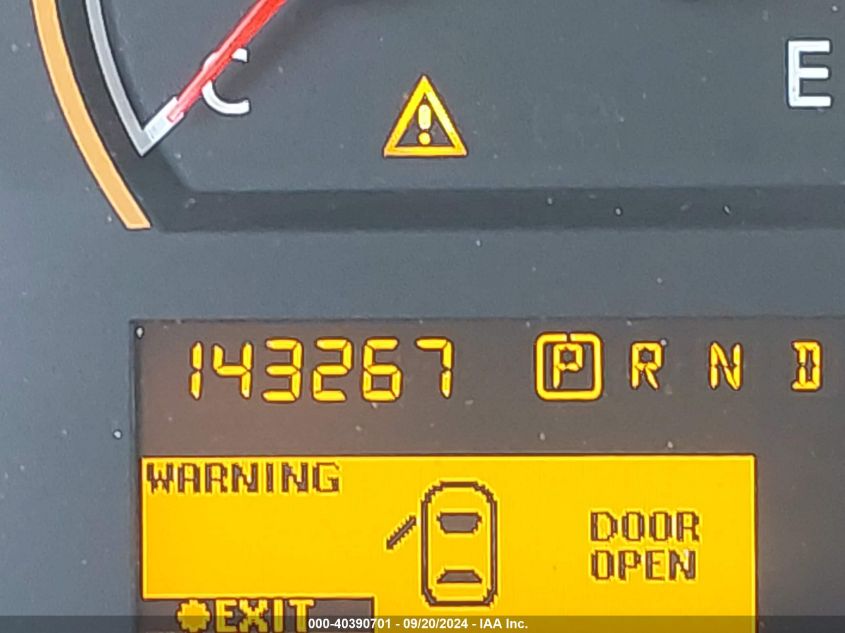 C
E
143267 P R N D
WARNING
DOOR
OPEN
EXIT
000-40390701 - 09/20/2024 - IAA Inc.